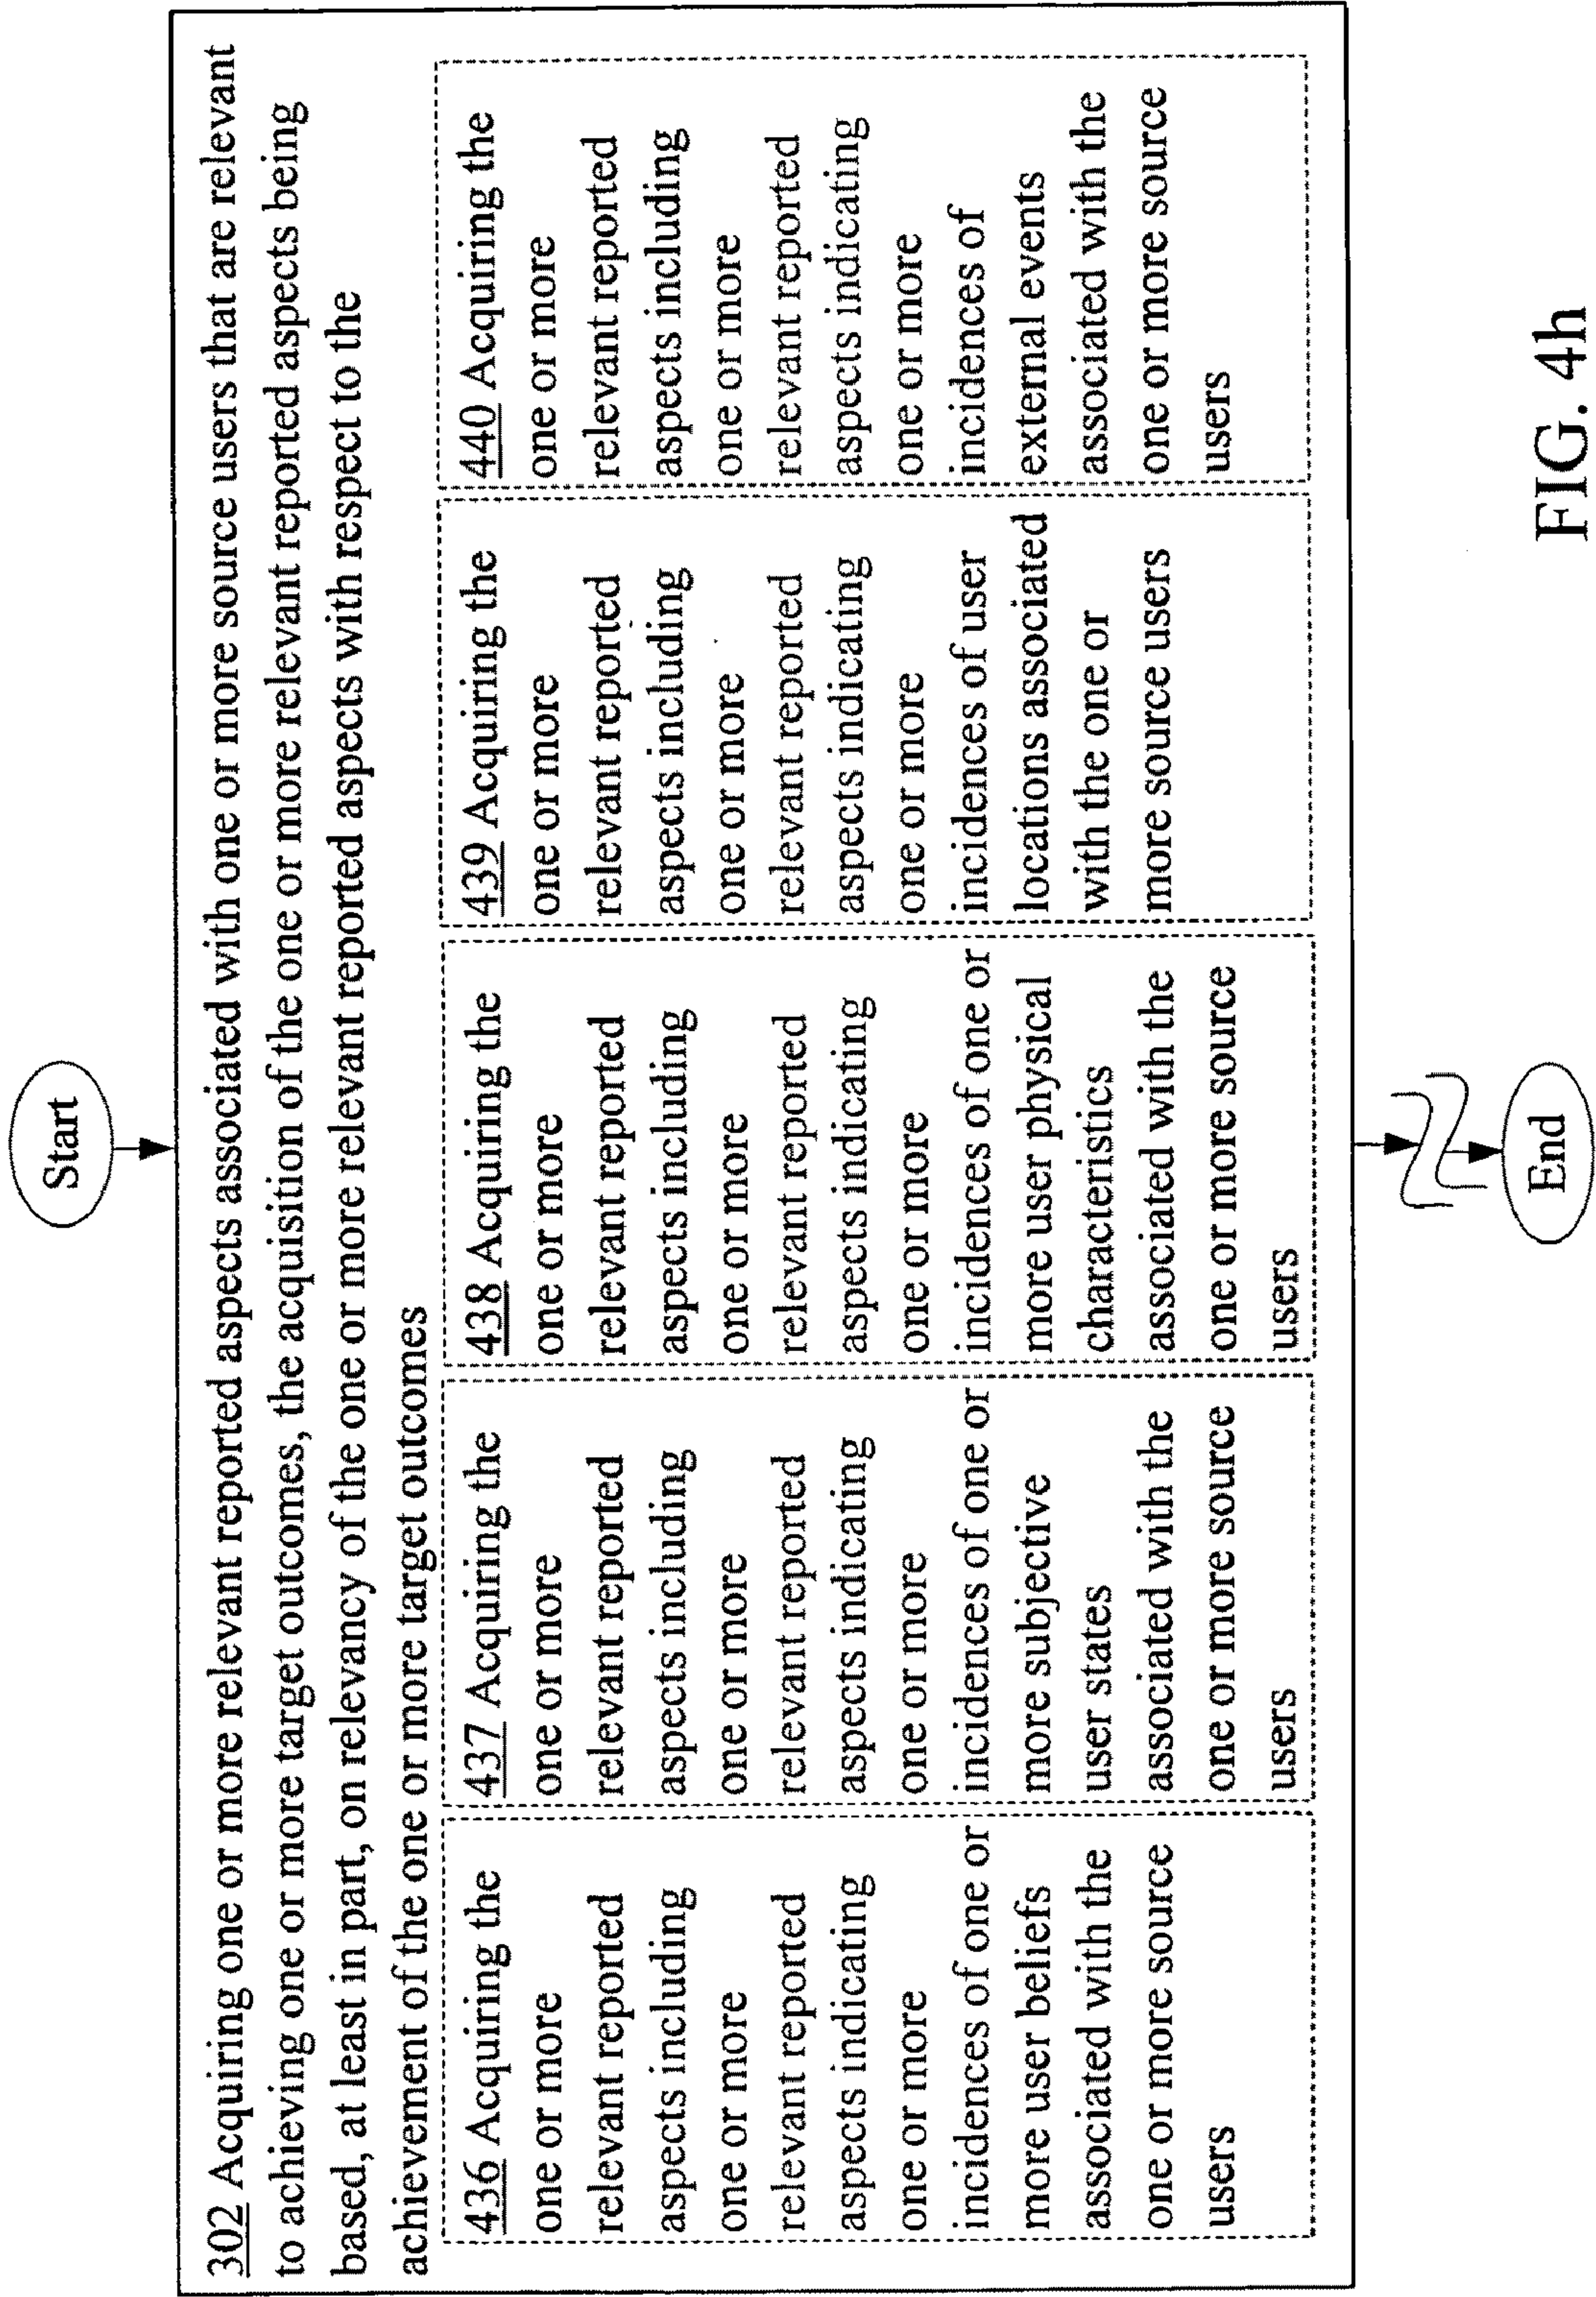 Start
302 Acquiring one or more relevant reported aspects associated with one or more source users that are relevant
to achieving one or more target outcomes, the acquisition of the one or more relevant reported aspects being
based, at least in part, on relevancy of the one or more relevant reported aspects with respect to the
achievement of the one or more target outcomes
436 Acquiring the
one or more
relevant reported
aspects including
one or more
relevant reported
aspects indicating
one or more
incidences of one or
more user beliefs
associated with the
one or more source
users
437 Acquiring the
one or more
relevant reported
aspects including
one or more
relevant reported
aspects indicating
one or more
incidences of one or
more subjective
user states
associated with the
one or more source
users
438 Acquiring the
one or more
relevant reported
aspects including
one or more
relevant reported
aspects indicating
one or more
incidences of one or
more user physical
characteristics
associated with the
one or more source
users
439 Acquiring the
one or more
relevant reported
aspects including
one or more
relevant reported
aspects indicating
one or more
incidences of user
locations associated
with the one or
more source users
440 Acquiring the
one or more
relevant reported
aspects including
one or more
relevant reported
aspects indicating
one or more
incidences of
external events
associated with the
one or more source
users
End
FIG. 4h